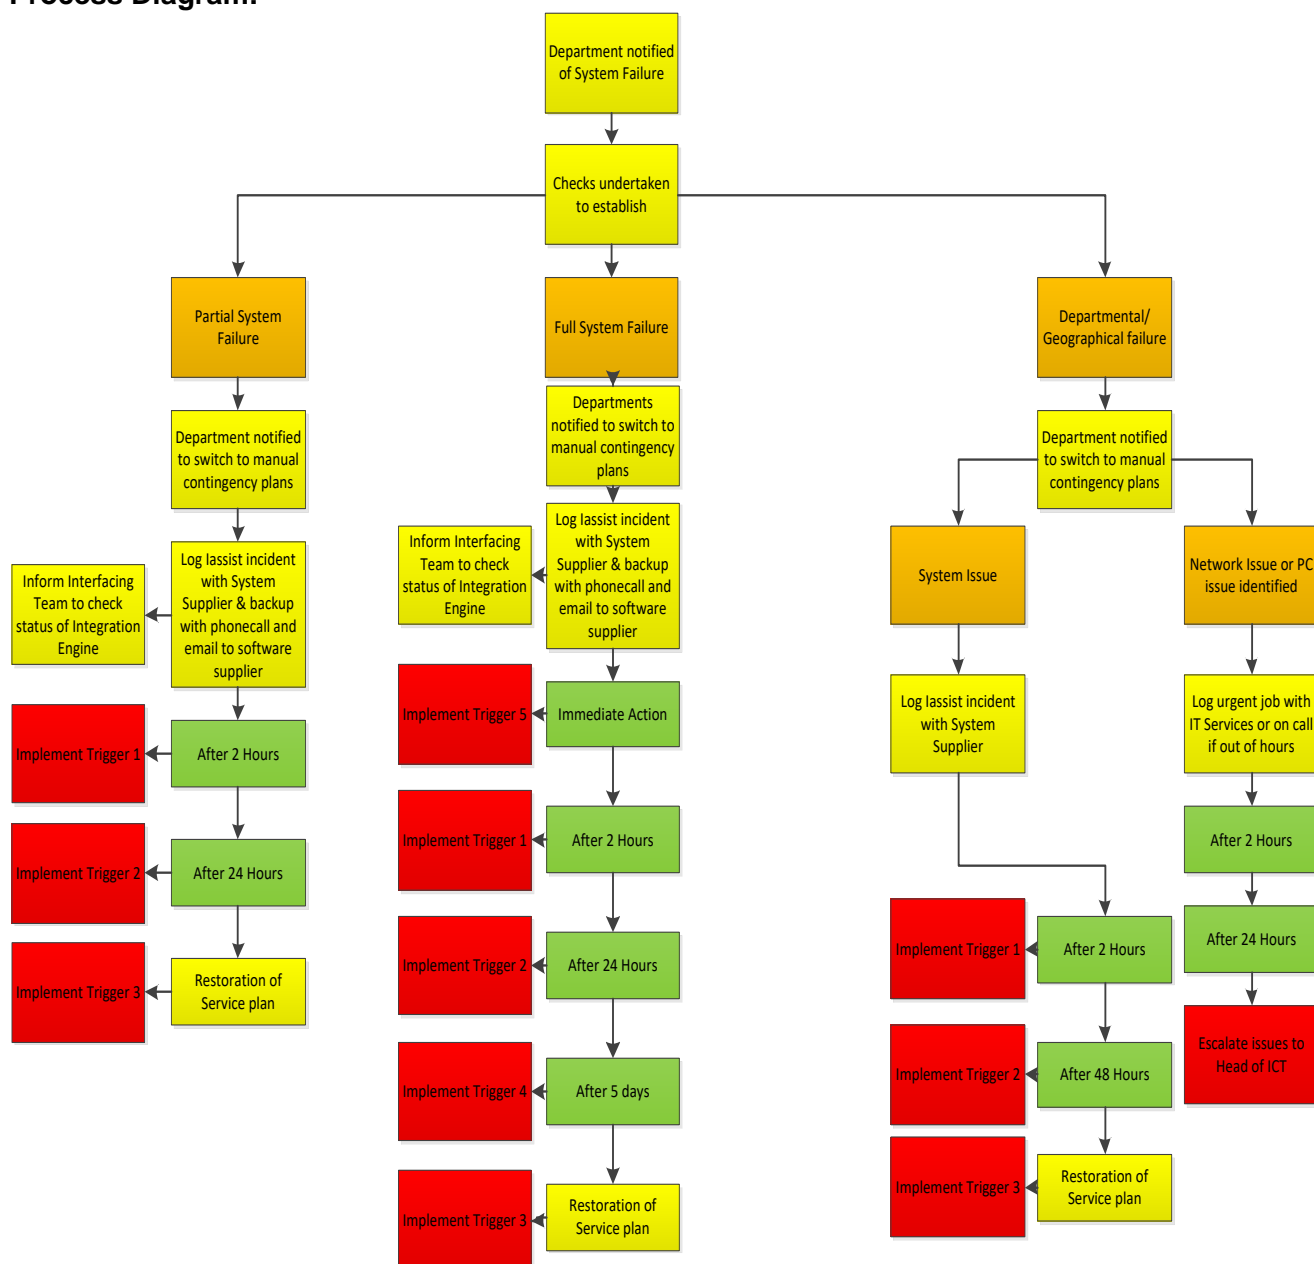 Process Diagram:
Department notified
of System Failure
Checks undertaken
to establish
Partial System
Failure
Department notified
to switch to manual
contingency plans
Log Iassist incident
with System
Supplier & backup
with phonecall and
email to software
supplier
Inform Interfacing
Team to check
status of Integration
Engine
After 2 Hours
Implement Trigger 1
After 24 Hours
Implement Trigger 2
Restoration of
Service plan
Implement Trigger 3
Full System Failure
Departments
notified to switch to
manual contingency
plans
Log Iassist incident
with System
Supplier & backup
with phonecall and
email to software
supplier
Inform Interfacing
Team to check
status of Integration
Engine
Immediate Action
Implement Trigger 5
After 2 Hours
Implement Trigger 1
After 24 Hours
Implement Trigger 2
After 5 days
Implement Trigger 4
Restoration of
Service plan
Implement Trigger 3
Departmental/
Geographical failure
Department notified
to switch to manual
contingency plans
System Issue
Log Iassist incident
with System
Supplier
After 2 Hours
Implement Trigger 1
After 48 Hours
Implement Trigger 2
Restoration of
Service plan
Implement Trigger 3
Network Issue or PC
issue identified
Log urgent job with
IT Services or on call
if out of hours
After 2 Hours
After 24 Hours
Escalate issues to
Head of ICT